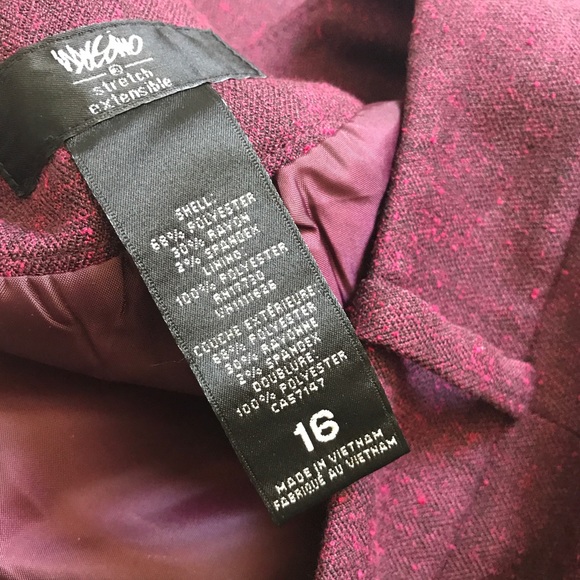 mossimo
®
stretch
extensible
SHELL:
68% POLYESTER
30% RAYON
2% SPANDEX
LINING
100% POLYESTER
RN17730
COUCHE EXTÉRIEURE:
68% POLYESTER
30% RAYONNE
2% SPANDEX
DOUBLURE:
100% POLYESTER
CA57147
16
MADE IN VIETNAM
FABRIQUÉ AU VIETNAM